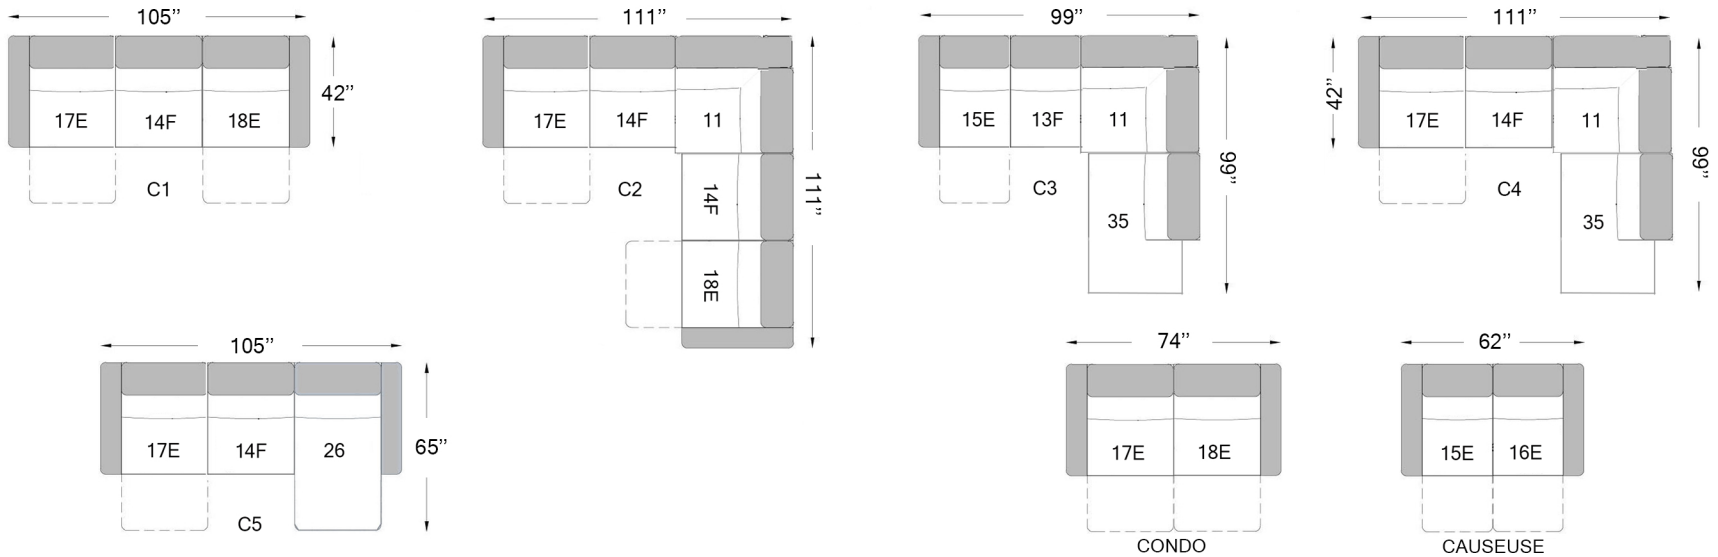 105”
17E 14F 18E
42”
C1
111”
17E 14F 11
14F
18E
111”
C2
99”
15E 13F 11
35
99”
C3
111”
42”
17E 14F 11
35
99”
C4
105”
17E 14F 26
65”
C5
74”
17E 18E
CONDO
62”
15E 16E
CAUSEUSE